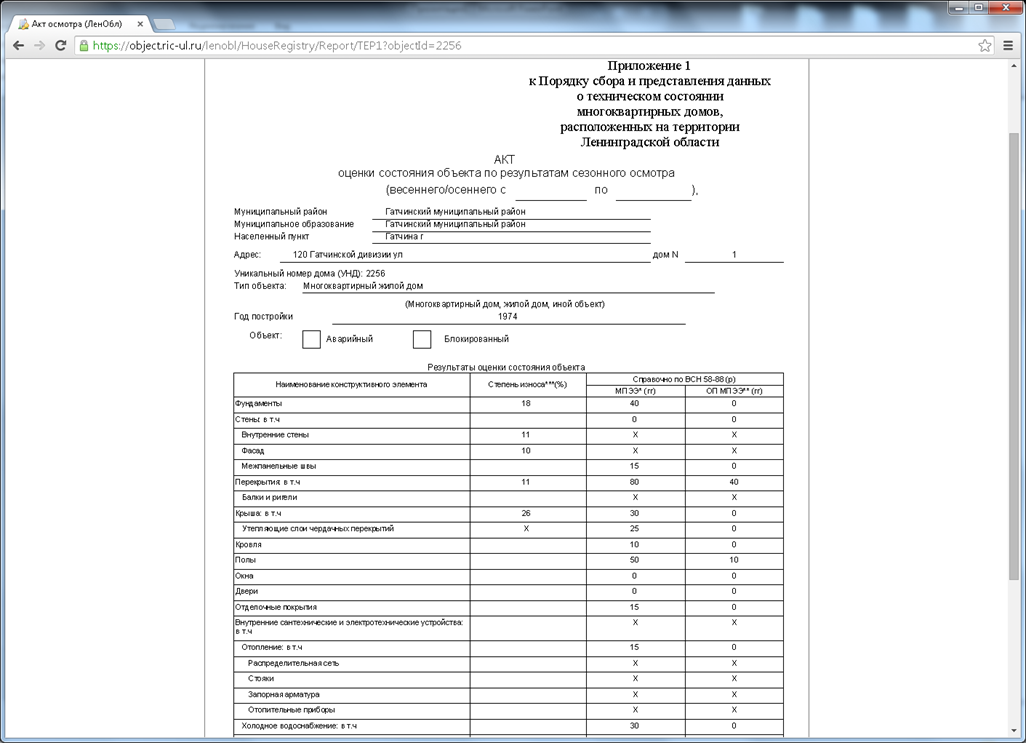 Акт осмотра (ЛенОбл)
https://object.ric-ul.ru/lenobl/HouseRegistry/Report/TEP1?objectId=2256
Приложение 1
к Порядку сбора и представления данных
о техническом состоянии
многоквартирных домов,
расположенных на территории
Ленинградской области
АКТ
оценки состояния объекта по результатам сезонного осмотра
(весеннего/осеннего с по ),
Муниципальный район Гатчинский муниципальный район
Муниципальное образование Гатчинский муниципальный район
Населенный пункт Гатчина г
Адрес: 120 Гатчинской дивизии ул дом N 1
Уникальный номер дома (УНД): 2256
Тип объекта: Многоквартирный жилой дом
(Многоквартирный дом, жилой дом, иной объект)
Год постройки 1974
Объект: Аварийный Блокированный
Результаты оценки состояния объекта
Наименование конструктивного элемента Степень износа***(%) Справочно по ВСН 58-88 (р)
МПЭЭ* (гг) ОП МПЭЭ** (гг)
Фундаменты 18 40 0
Стены: в т.ч 0 0
Внутренние стены 11 X X
Фасад 10 X X
Межпанельные швы 15 0
Перекрытия: в т.ч 11 80 40
Балки и ригели X X
Крыша: в т.ч 26 30 0
Утепляющие слои чердачных перекрытий X 25 0
Кровля 10 0
Полы 50 10
Окна 0 0
Двери 0 0
Отделочные покрытия 15 0
Внутренние сантехнические и электротехнические устройства: X X
в т.ч
Отопление: в т.ч 15 0
Распределительная сеть X X
Стояки X X
Запорная арматура X X
Отопительные приборы X X
Холодное водоснабжение: в т.ч 30 0